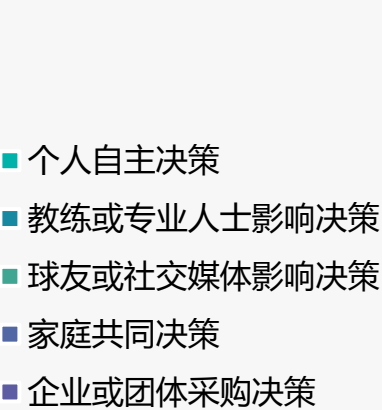 个人自主决策
教练或专业人士影响决策
球友或社交媒体影响决策
家庭共同决策
企业或团体采购决策